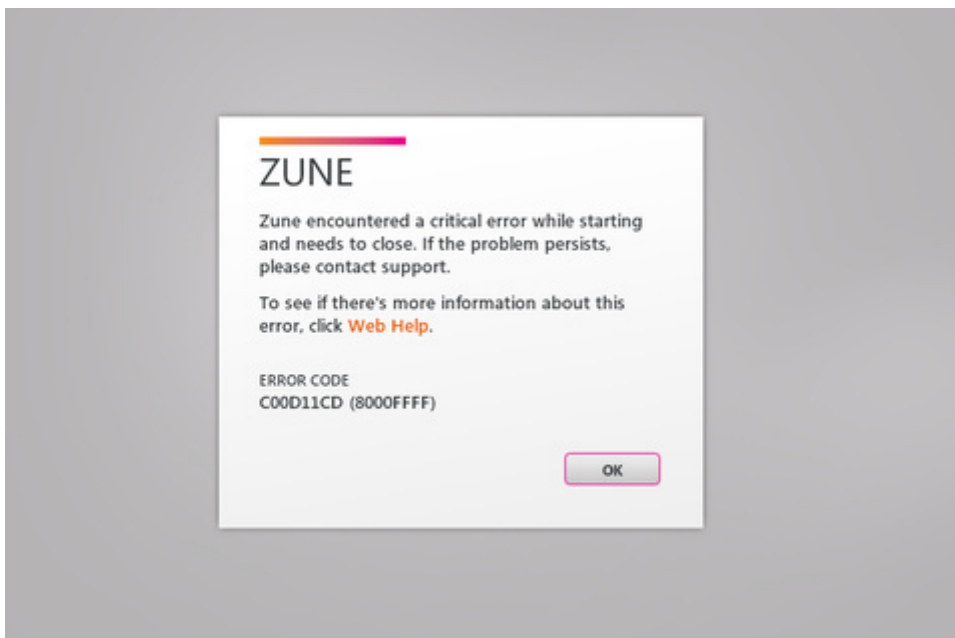 ZUNE
Zune encountered a critical error while starting
and needs to close. If the problem persists,
please contact support.
To see if there's more information about this
error, click Web Help.
ERROR CODE
C00D11CD (8000FFFF)
OK